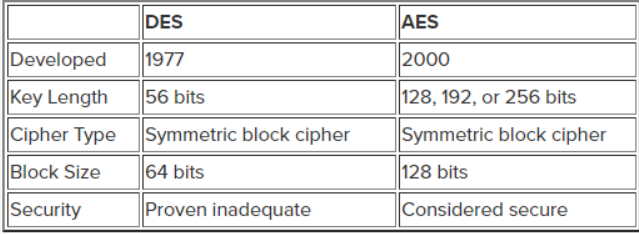 DES AES
Developed 1977 2000
Key Length 56 bits 128, 192, or 256 bits
Cipher Type Symmetric block cipher Symmetric block cipher
Block Size 64 bits 128 bits
Security Proven inadequate Considered secure